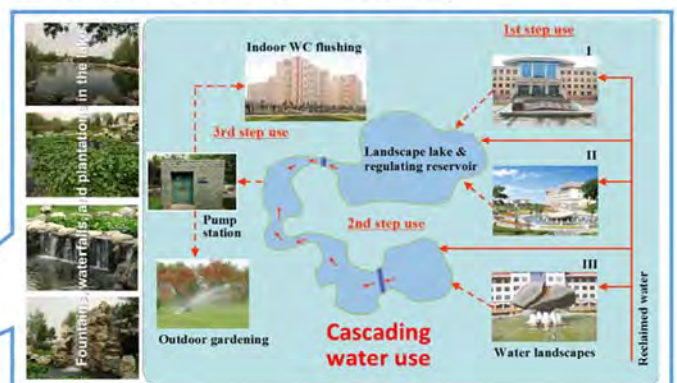 Fountains, waterfalls, and plantations in the lake
Indoor WC flushing
1st step use
I
3rd step use
Landscape lake &
regulating reservoir
II
Pump
station
2nd step use
III
Outdoor gardening
Cascading
water use
Water landscapes
Reclaimed water